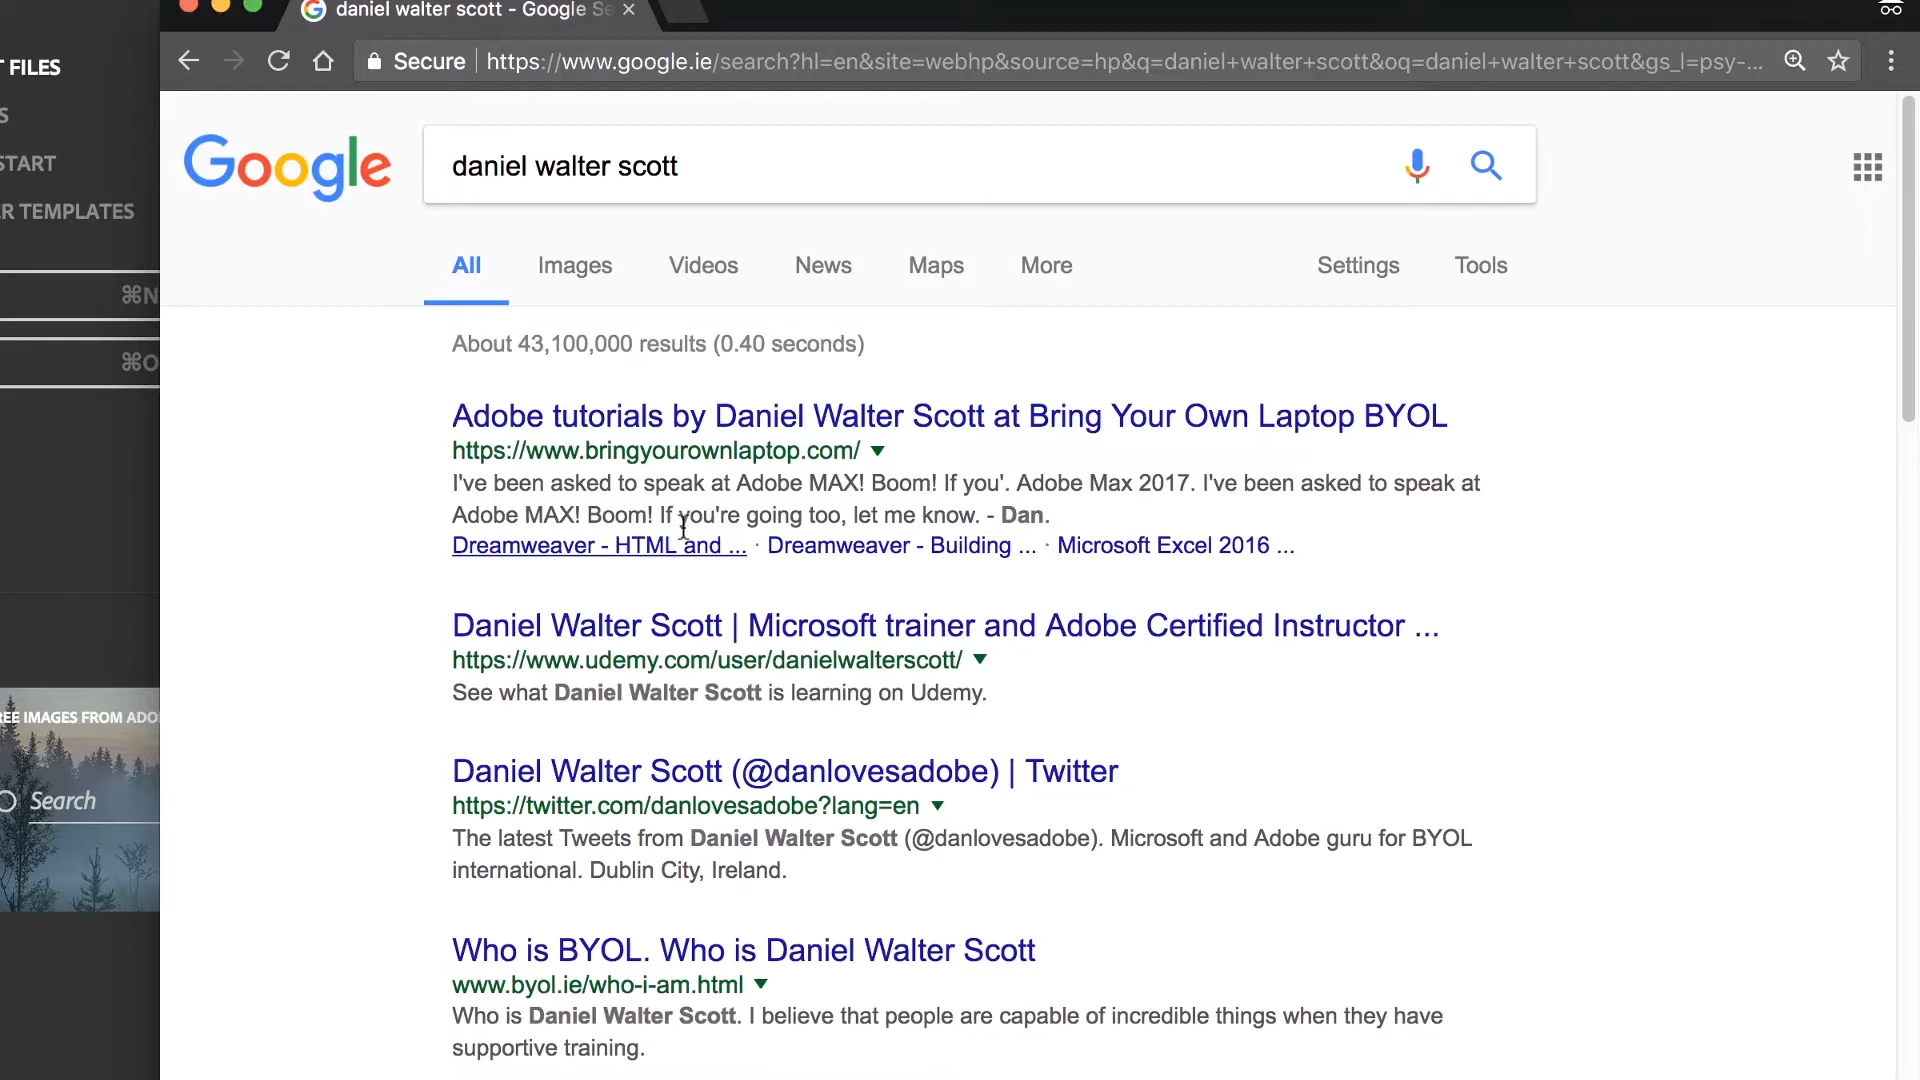 daniel walter scott - Google Se
T FILES
Secure
https://www.google.ie/search?hl=en&site=webhp&source=hp&q=daniel+walter+scott&oq=daniel+walter+scott&gs_l=psy-...
S
START
Google
daniel walter scott
R TEMPLATES
All Images Videos News Maps More Settings Tools
⌘N
About 43,100,000 results (0.40 seconds)
⌘O
Adobe tutorials by Daniel Walter Scott at Bring Your Own Laptop BYOL
https://www.bringyourownlaptop.com/
I've been asked to speak at Adobe MAX! Boom! If you'. Adobe Max 2017. I've been asked to speak at
Adobe MAX! Boom! If you're going too, let me know. - Dan.
Dreamweaver - HTML and ... · Dreamweaver - Building ... · Microsoft Excel 2016 ...
Daniel Walter Scott | Microsoft trainer and Adobe Certified Instructor ...
https://www.udemy.com/user/danielwalterscott/
See what Daniel Walter Scott is learning on Udemy.
REE IMAGES FROM ADO
Search
Daniel Walter Scott (@danlovesadobe) | Twitter
https://twitter.com/danlovesadobe?lang=en
The latest Tweets from Daniel Walter Scott (@danlovesadobe). Microsoft and Adobe guru for BYOL
international. Dublin City, Ireland.
Who is BYOL. Who is Daniel Walter Scott
www.byol.ie/who-i-am.html
Who is Daniel Walter Scott. I believe that people are capable of incredible things when they have
supportive training.